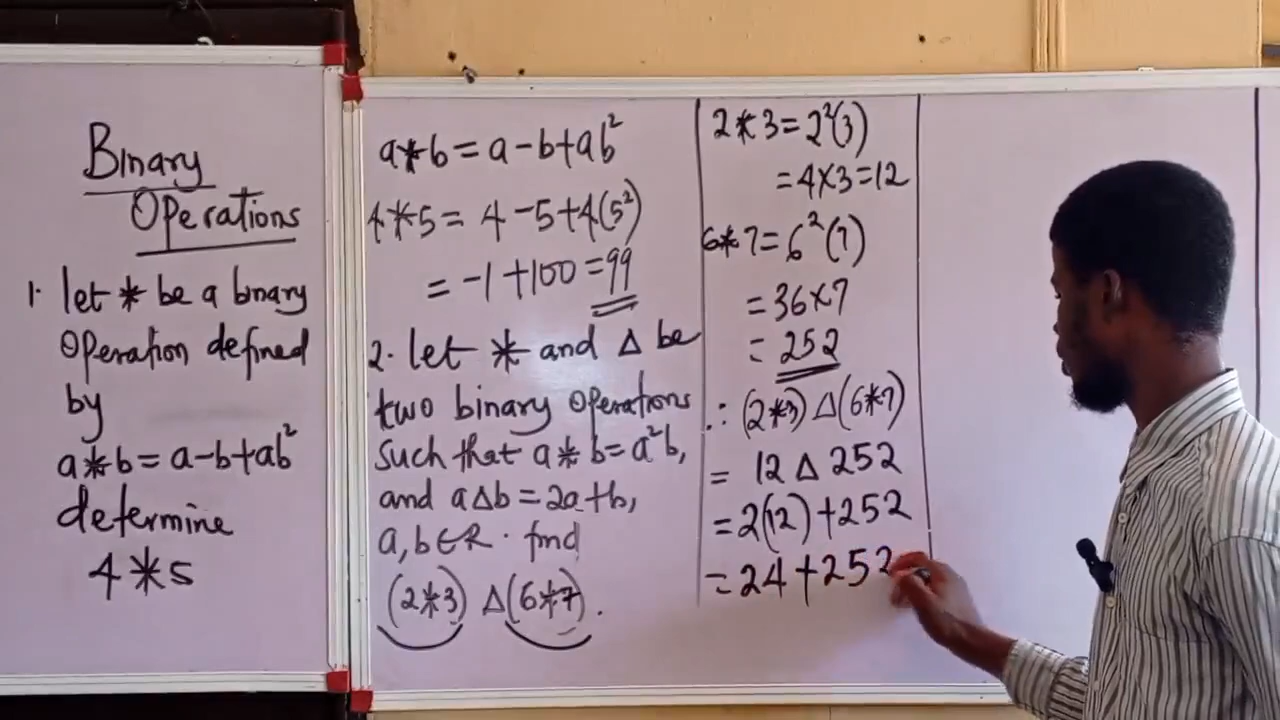 Binary
Operations
1. let * be a binary
Operation defined
by
a*b=a-b+ab²
determine
4*5
a*b=a-b+ab²
4*5= 4-5+4(5²)
= -1+100=99
2. let * and Δ be
two binary Operations
Such that a*b=a²b,
and aΔb=2a+b,
a,b∈R. find
(2*3) Δ(6*7).
2*3=2²(3)
=4×3=12
6*7=6²(7)
=36×7
=252
∴(2*3)Δ(6*7)
= 12Δ252
=2(12)+252
=24+252